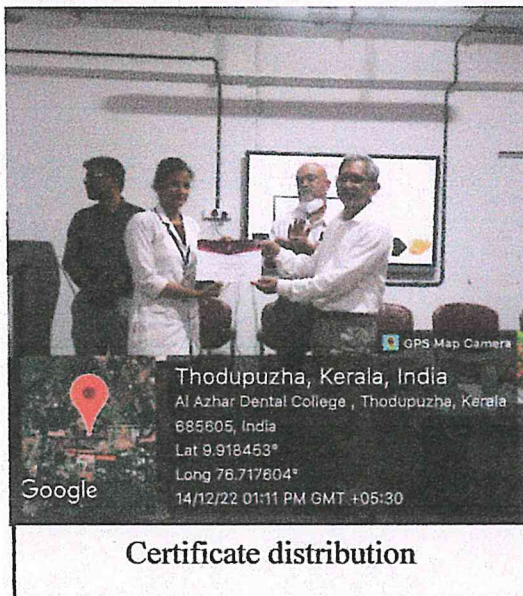 GPS Map Camera
Thodupuzha, Kerala, India
Al Azhar Dental College , Thodupuzha, Kerala
685605, India
Lat 9.918453°
Long 76.717604°
14/12/22 01:11 PM GMT +05:30
Google
Certificate distribution